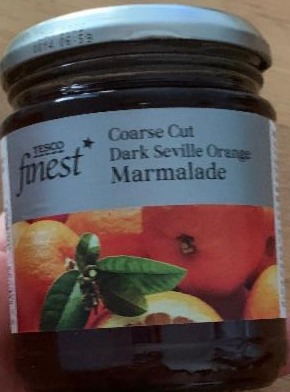 TESCO
finest
Coarse Cut
Dark Seville Orange
Marmalade